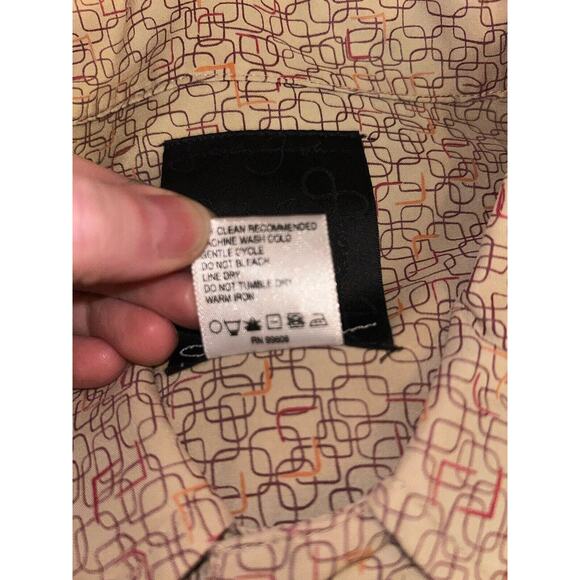 CLEAN RECOMMENDED
MACHINE WASH COLD
GENTLE CYCLE
DO NOT BLEACH
LINE DRY
DO NOT TUMBLE DRY
WARM IRON
RN 99608